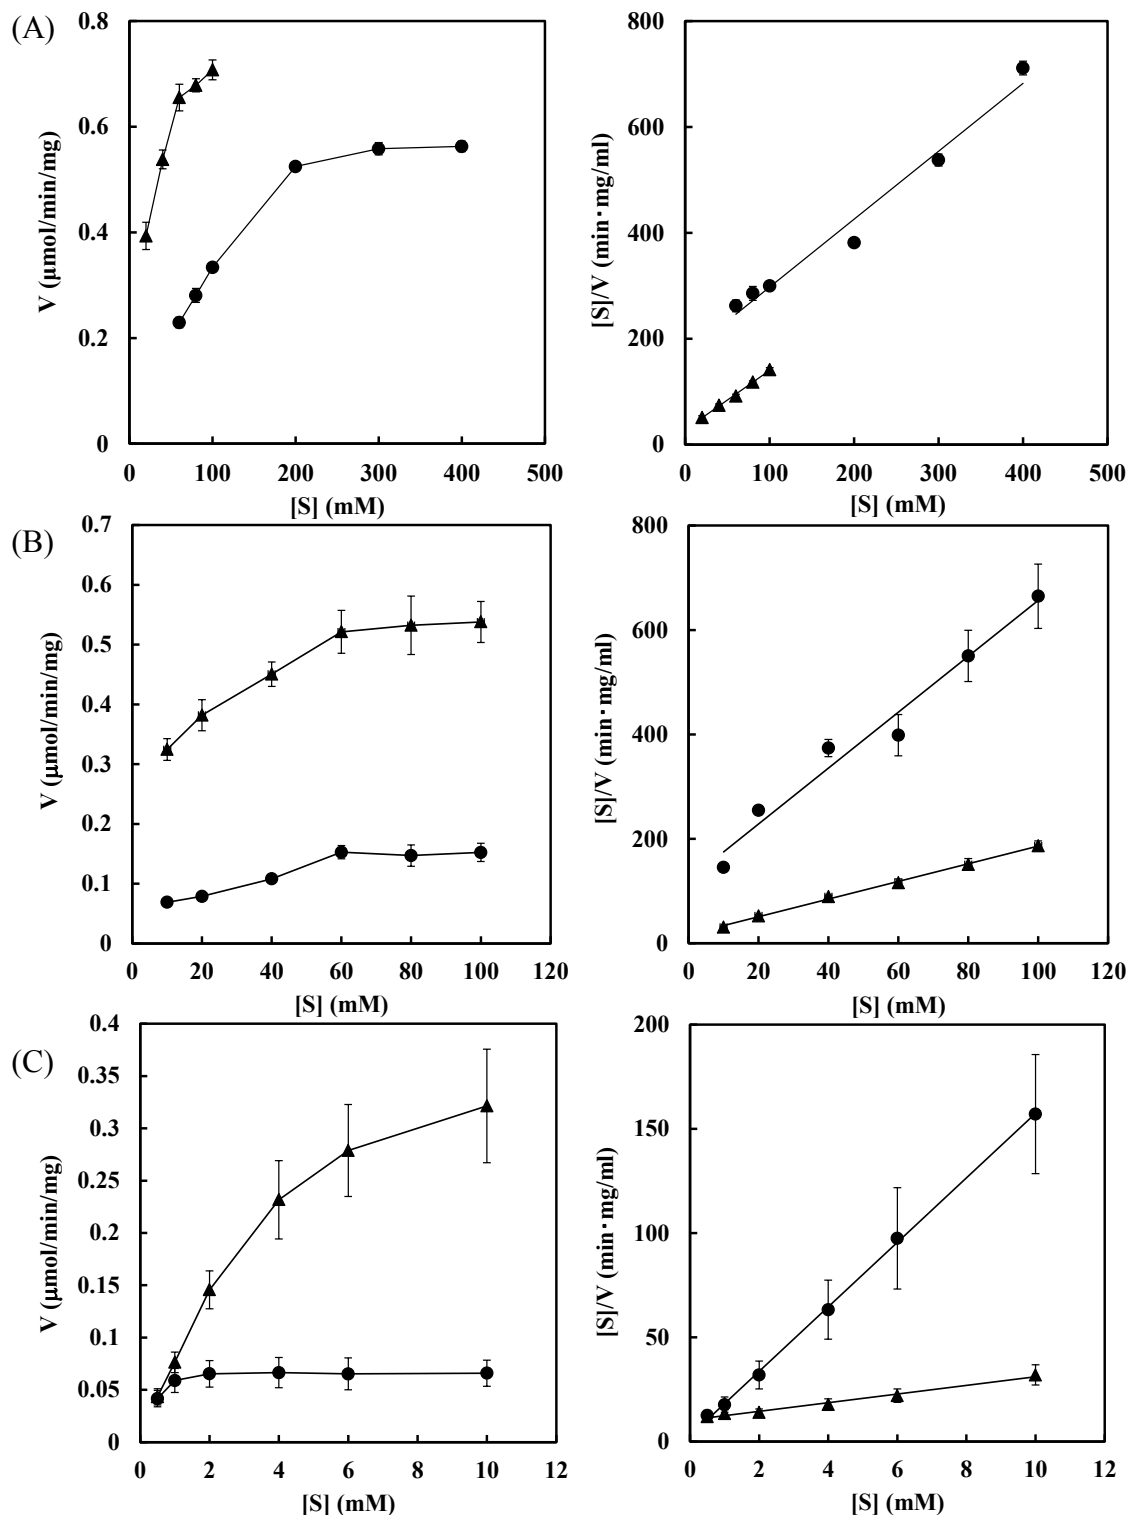 (A)
0.8
0.6
0.4
0.2
0
0 100 200 300 400 500
V (µmol/min/mg)
[S] (mM)
800
600
400
200
0
0 100 200 300 400 500
[S]/V (min·mg/ml)
[S] (mM)
(B)
0.7
0.6
0.5
0.4
0.3
0.2
0.1
0
0 20 40 60 80 100 120
V (µmol/min/mg)
[S] (mM)
800
600
400
200
0
0 20 40 60 80 100 120
[S]/V (min·mg/ml)
[S] (mM)
(C)
0.4
0.35
0.3
0.25
0.2
0.15
0.1
0.05
0
0 2 4 6 8 10 12
V (µmol/min/mg)
[S] (mM)
200
150
100
50
0
0 2 4 6 8 10 12
[S]/V (min·mg/ml)
[S] (mM)